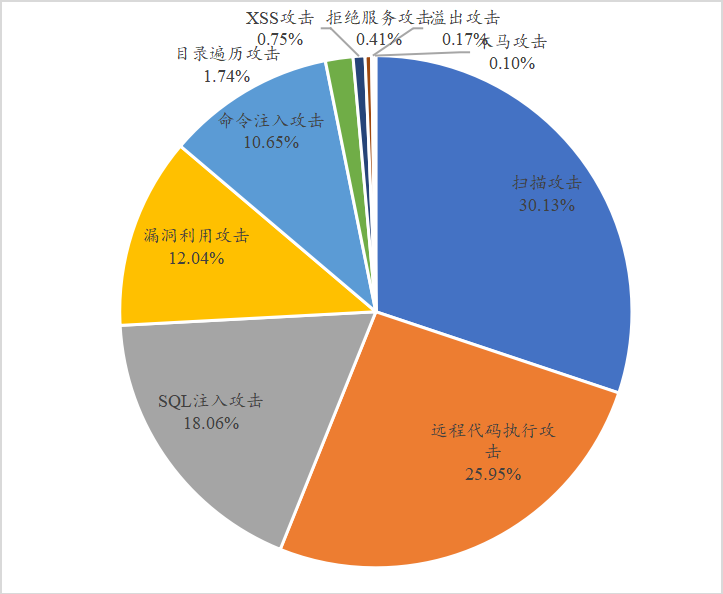 XSS攻击
0.75%
拒绝服务攻击
0.41%
溢出攻击
0.17%
木马攻击
0.10%
目录遍历攻击
1.74%
命令注入攻击
10.65%
扫描攻击
30.13%
漏洞利用攻击
12.04%
SQL注入攻击
18.06%
远程代码执行攻
击
25.95%